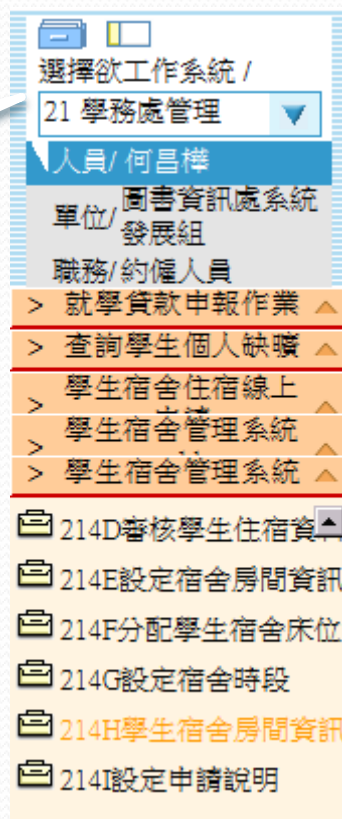 選擇欲工作系統 /
21 學務處管理
人員/ 何昌樺
單位/ 圖書資訊處系統
發展組
職務/ 約僱人員
> 就學貸款申報作業
> 查詢學生個人缺曠
> 學生宿舍住宿線上
> 學生宿舍管理系統
> 學生宿舍管理系統
214D審核學生住宿資
214E設定宿舍房間資訊
214F分配學生宿舍床位
214G設定宿舍時段
214H學生宿舍房間資訊
214I設定申請說明